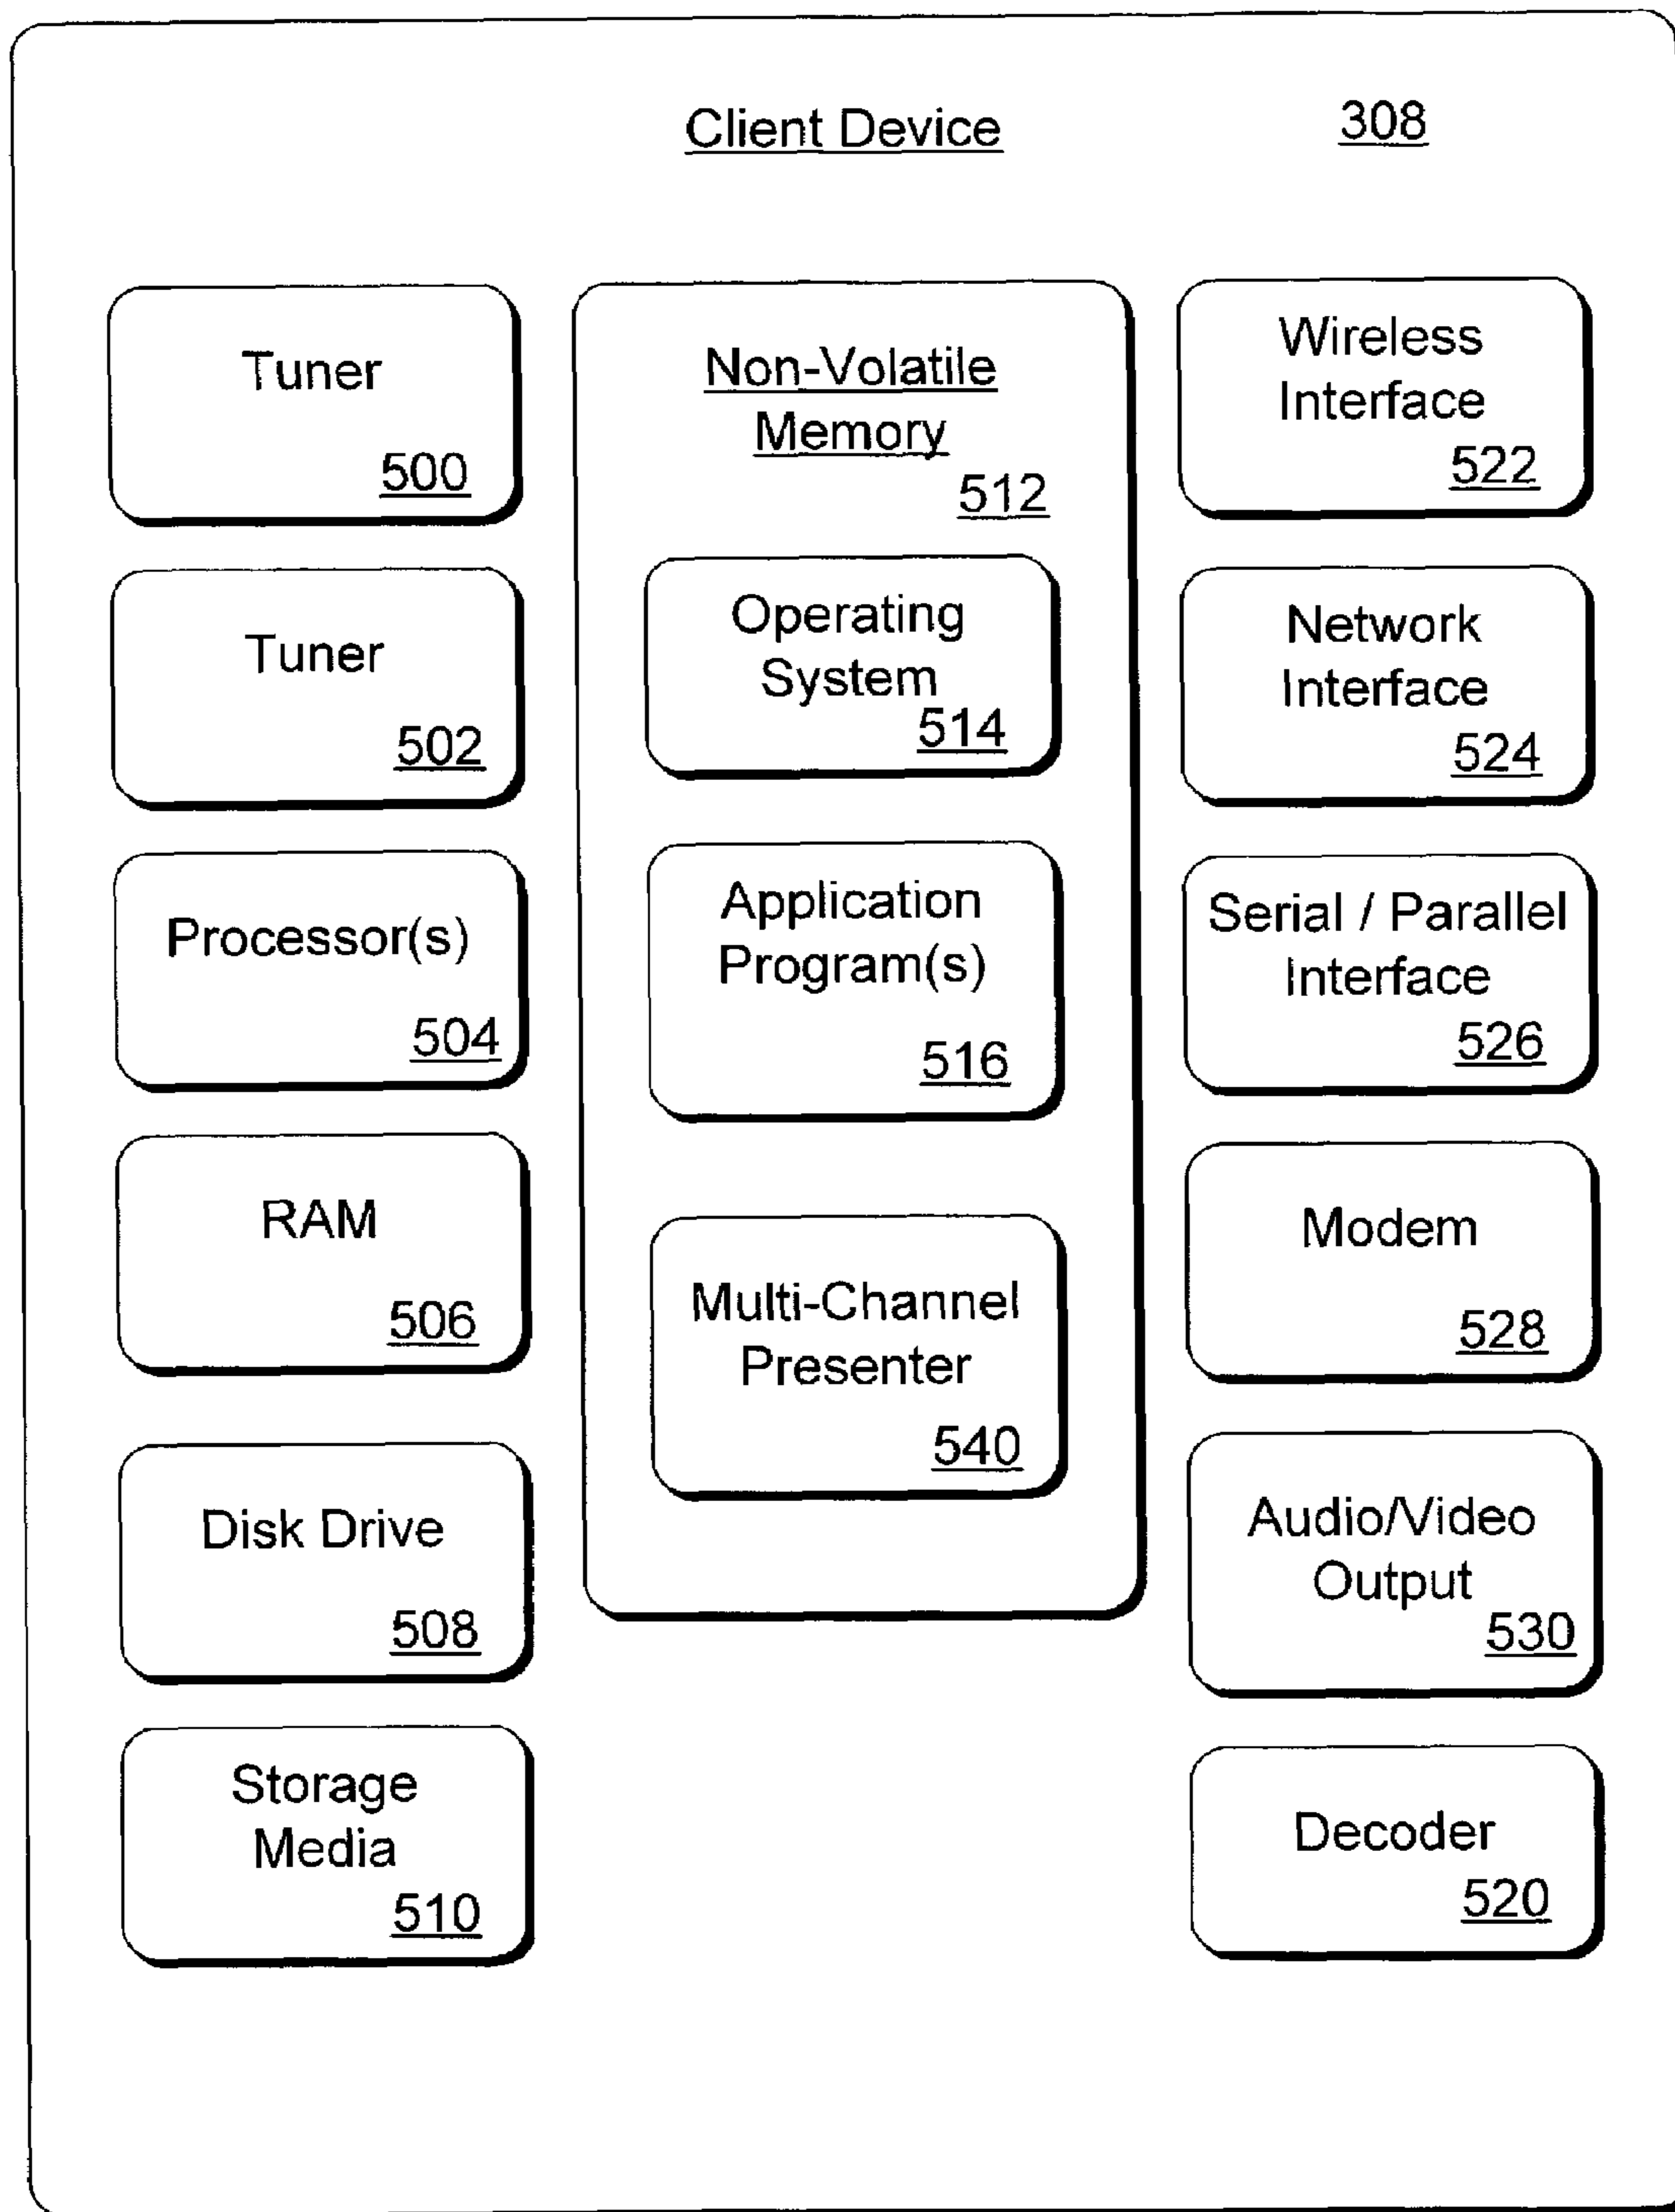 Client Device
308
Tuner
500
Tuner
502
Processor(s)
504
RAM
506
Disk Drive
508
Storage
Media
510
Non-Volatile
Memory
512
Operating
System
514
Application
Program(s)
516
Multi-Channel
Presenter
540
Wireless
Interface
522
Network
Interface
524
Serial / Parallel
Interface
526
Modem
528
Audio/Video
Output
530
Decoder
520